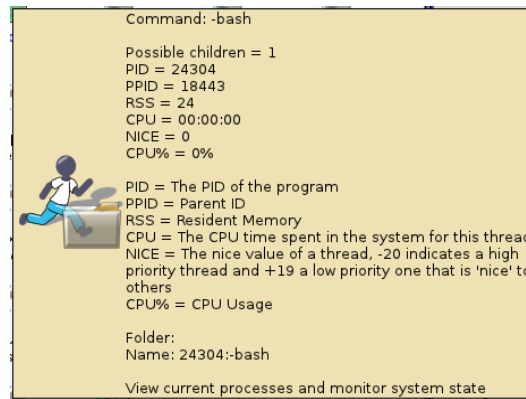 Command: -bash
Possible children = 1
PID = 24304
PPID = 18443
RSS = 24
CPU = 00:00:00
NICE = 0
CPU% = 0%
PID = The PID of the program
PPID = Parent ID
RSS = Resident Memory
CPU = The CPU time spent in the system for this thread
NICE = The nice value of a thread, -20 indicates a high
priority thread and +19 a low priority one that is 'nice' to
others
CPU% = CPU Usage
Folder:
Name: 24304:-bash
View current processes and monitor system state